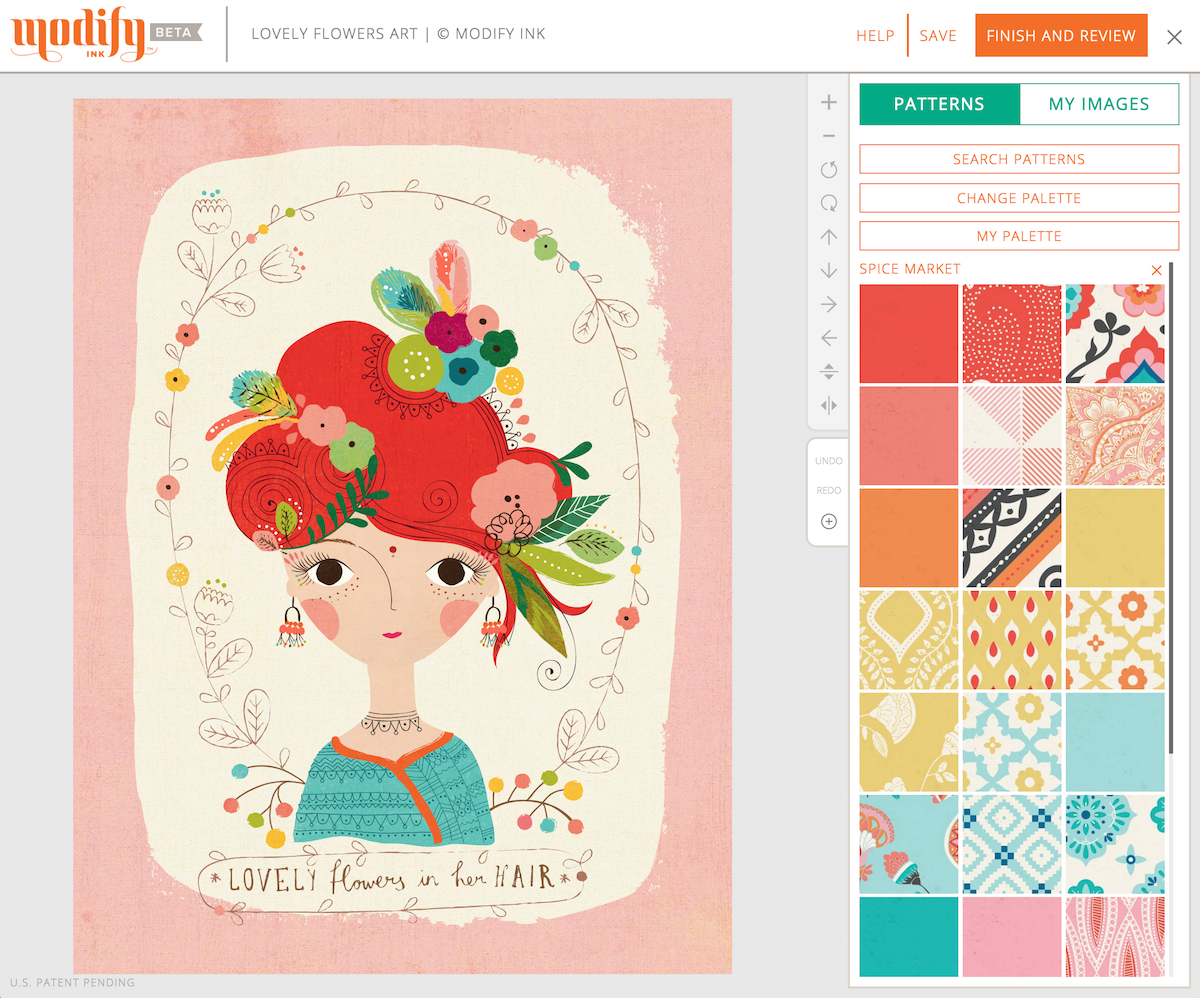 modify BETA
INK
LOVELY FLOWERS ART | © MODIFY INK
HELP
SAVE
FINISH AND REVIEW
PATTERNS
MY IMAGES
SEARCH PATTERNS
CHANGE PALETTE
MY PALETTE
SPICE MARKET
UNDO
REDO
LOVELY flowers in her HAIR
U.S. PATENT PENDING